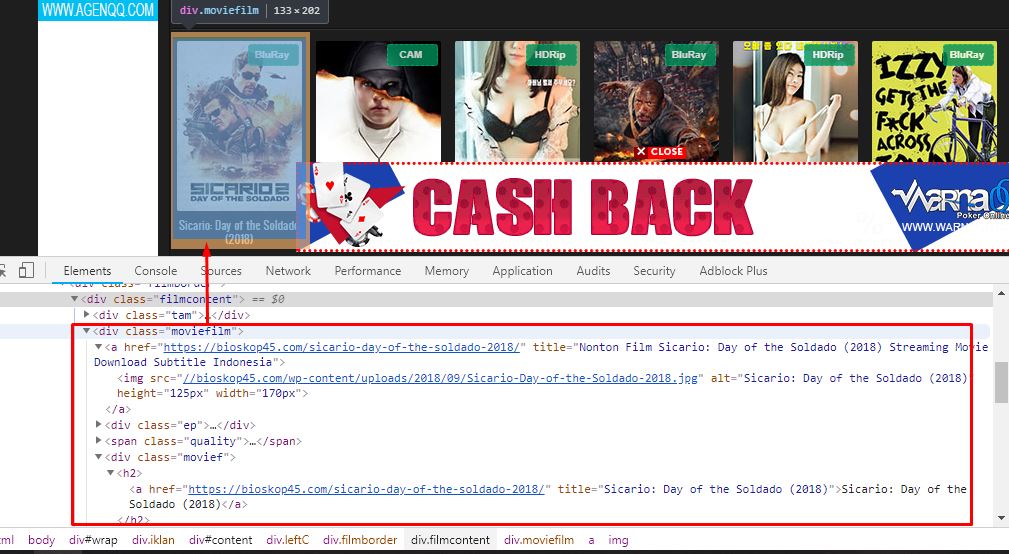 WWW.AGENQQ.COM
div.moviefilm | 133 × 202
BluRay
CAM
HDRip
BluRay
HDRip
BluRay
IZZY
GETS THE
F*CK
ACROSS
TOWN
SICARIO 2
DAY OF THE SOLDADO
Sicario: Day of the Soldado
(2018)
× CLOSE
CASH BACK
Poker Online
WWW.WARN
Elements Console Sources Network Performance Memory Application Audits Security Adblock Plus
▼<div class="filmcontent"> == $0
▶<div class="tam">…</div>
▼<div class="moviefilm">
▼<a href="https://bioskop45.com/sicario-day-of-the-soldado-2018/" title="Nonton Film Sicario: Day of the Soldado (2018) Streaming Movie
Download Subtitle Indonesia">
<img src="//bioskop45.com/wp-content/uploads/2018/09/Sicario-Day-of-the-Soldado-2018.jpg" alt="Sicario: Day of the Soldado (2018)"
height="125px" width="170px">
</a>
▶<div class="ep">…</div>
▶<span class="quality">…</span>
▼<div class="movief">
▼<h2>
<a href="https://bioskop45.com/sicario-day-of-the-soldado-2018/" title="Sicario: Day of the Soldado (2018)">Sicario: Day of the
Soldado (2018)</a>
</h2>
tml body div#wrap div.iklan div#content div.leftC div.filmborder div.filmcontent div.moviefilm a img